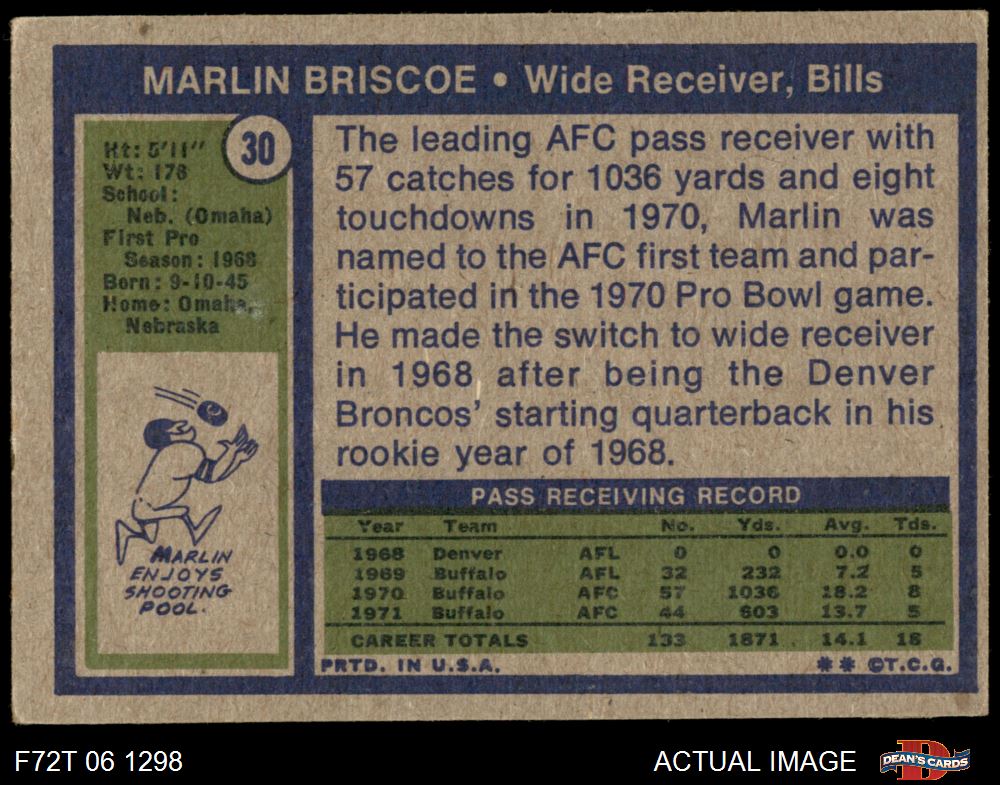 MARLIN BRISCOE • Wide Receiver, Bills
30
Ht: 5'11"
Wt: 178
School:
Neb. (Omaha)
First Pro
Season: 1968
Born: 9-10-45
Home: Omaha,
Nebraska
MARLIN
ENJOYS
SHOOTING
POOL.
The leading AFC pass receiver with
57 catches for 1036 yards and eight
touchdowns in 1970, Marlin was
named to the AFC first team and par-
ticipated in the 1970 Pro Bowl game.
He made the switch to wide receiver
in 1968 after being the Denver
Broncos' starting quarterback in his
rookie year of 1968.
PASS RECEIVING RECORD
Year Team No. Yds. Avg. Tds.
1968 Denver AFL 0 0 0.0 0
1969 Buffalo AFL 32 232 7.2 5
1970 Buffalo AFC 57 1036 18.2 8
1971 Buffalo AFC 44 603 13.7 5
CAREER TOTALS 133 1871 14.1 18
PRTD. IN U.S.A. * * ©T.C.G.
F72T 06 1298
ACTUAL IMAGE
D
DEAN'S CARDS